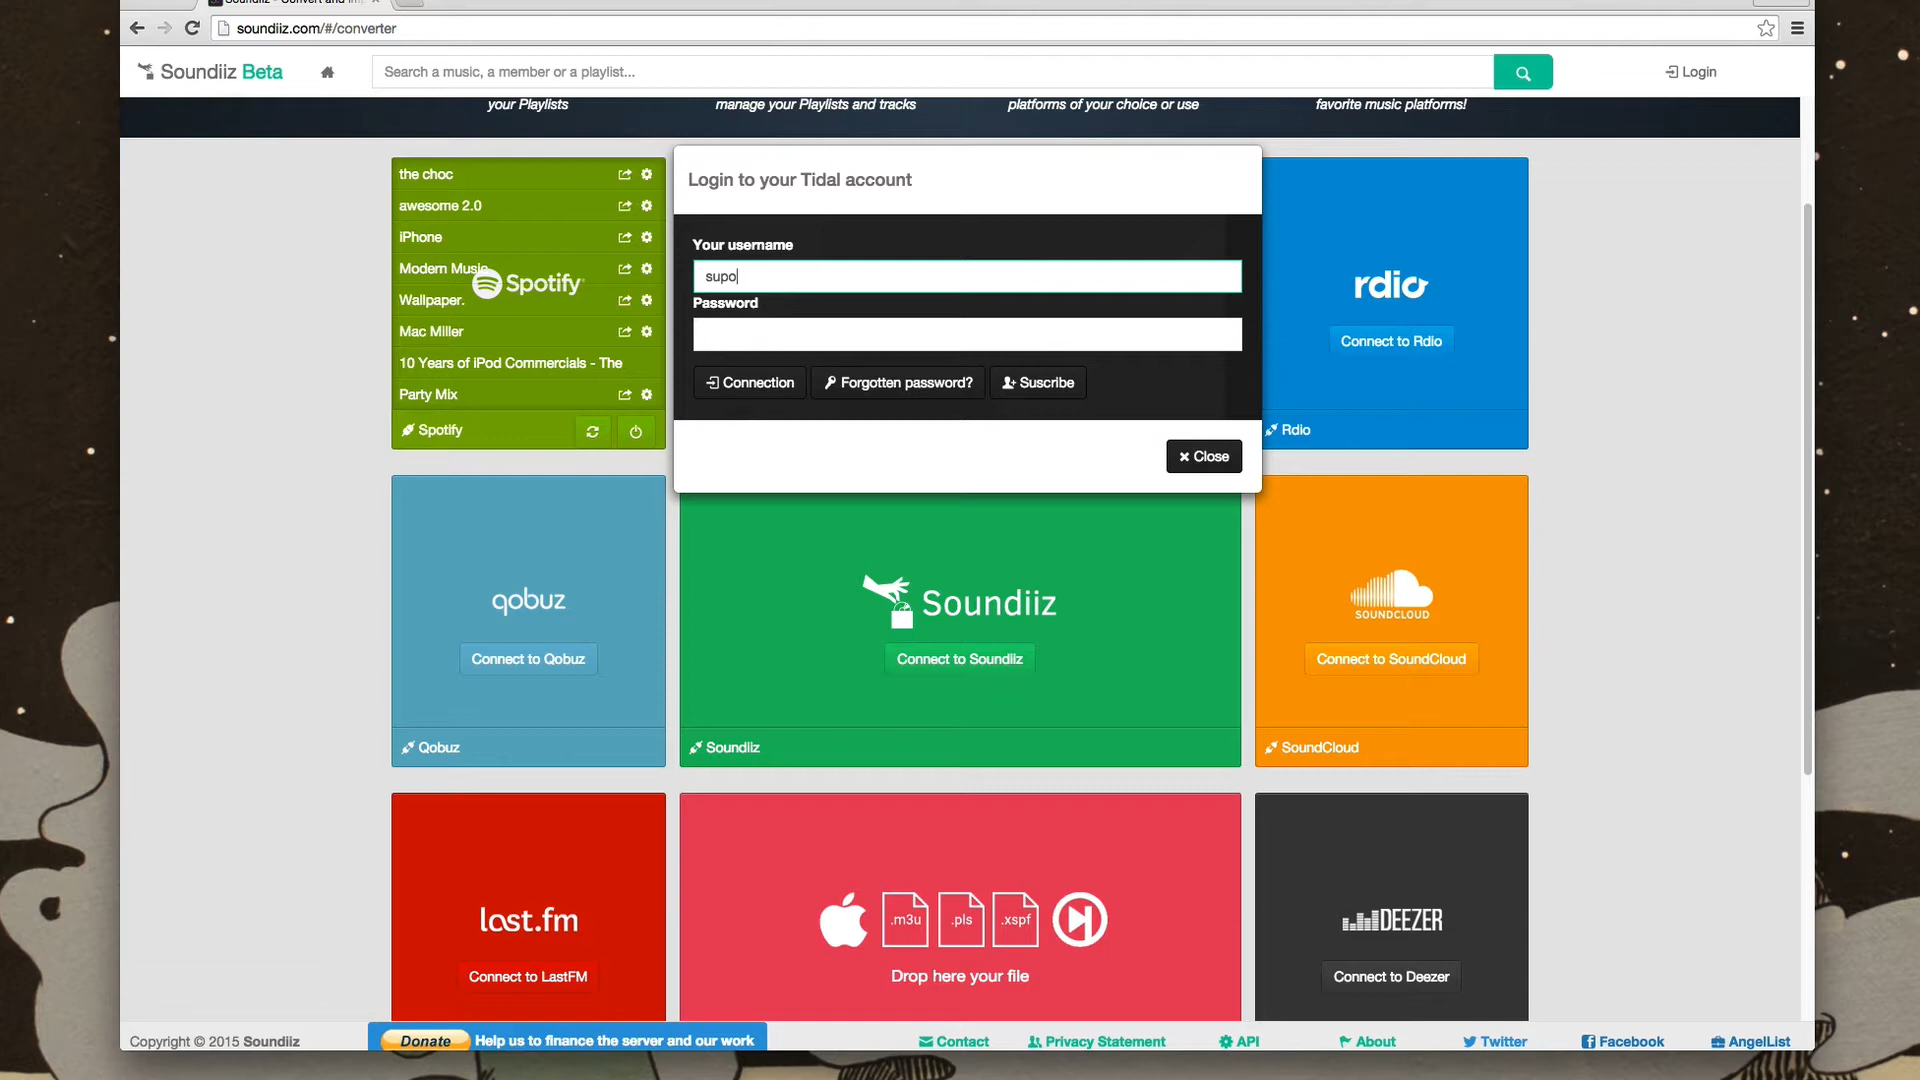 soundiiz.com/#/converter
Soundiiz Beta
Search a music, a member or a playlist...
Login
your Playlists
manage your Playlists and tracks
platforms of your choice or use
favorite music platforms!
the choc
awesome 2.0
iPhone
Modern Music
Wallpaper.
Mac Miller
10 Years of iPod Commercials - The
Party Mix
Spotify
Spotify
Login to your Tidal account
Your username
supo
Password
Connection
Forgotten password?
Suscribe
Close
rdio
Connect to Rdio
Rdio
qobuz
Connect to Qobuz
Qobuz
Soundiiz
Connect to Soundiiz
Soundiiz
SOUNDCLOUD
Connect to SoundCloud
SoundCloud
last.fm
Connect to LastFM
.m3u
.pls
.xspf
Drop here your file
DEEZER
Connect to Deezer
Copyright © 2015 Soundiiz
Donate
Help us to finance the server and our work
Contact
Privacy Statement
API
About
Twitter
Facebook
AngelList